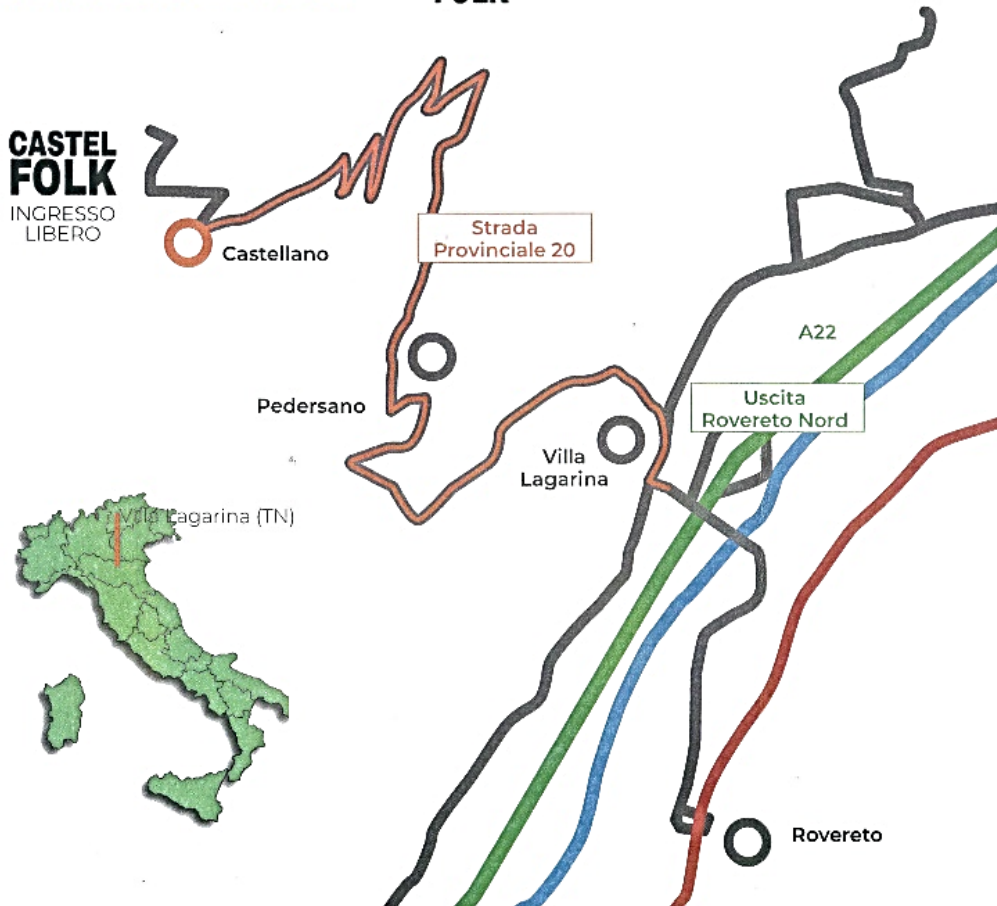 FOLK
CASTEL
FOLK
INGRESSO
LIBERO
Castellano
Strada
Provinciale 20
A22
Pedersano
Uscita
Rovereto Nord
Villa
Lagarina
Villa Lagarina (TN)
Rovereto